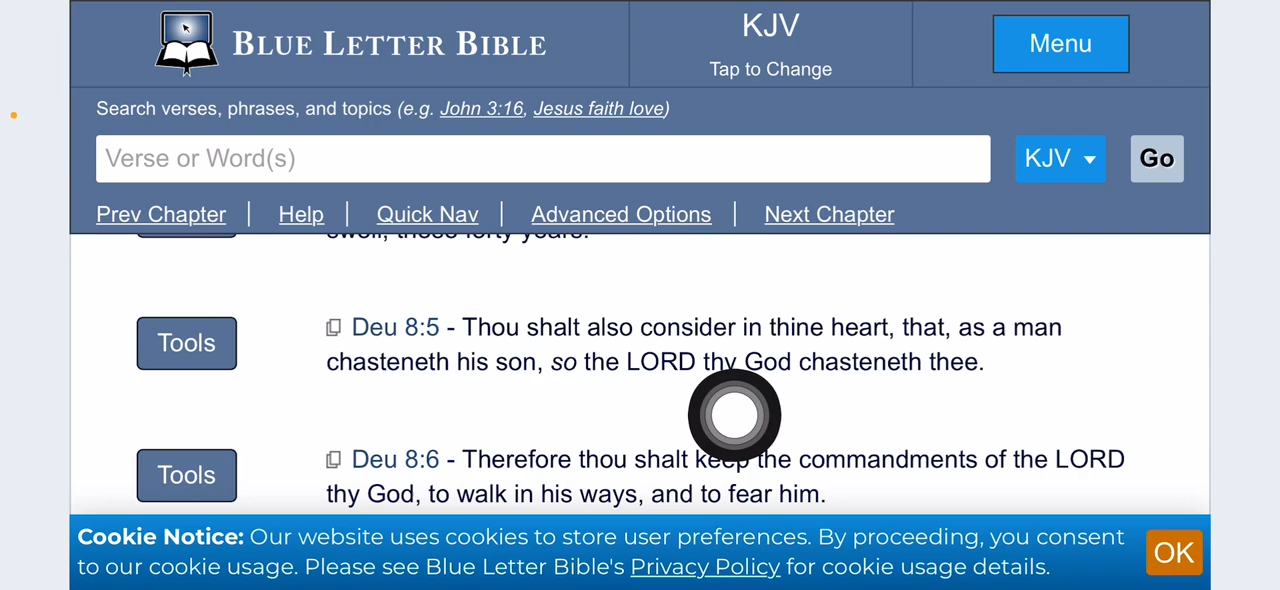 BLUE LETTER BIBLE
KJV
Tap to Change
Menu
Search verses, phrases, and topics (e.g. John 3:16, Jesus faith love)
Verse or Word(s)
KJV
Go
Prev Chapter | Help | Quick Nav | Advanced Options | Next Chapter
swell, these forty years.
Tools
Deu 8:5 - Thou shalt also consider in thine heart, that, as a man
chasteneth his son, so the LORD thy God chasteneth thee.
Tools
Deu 8:6 - Therefore thou shalt keep the commandments of the LORD
thy God, to walk in his ways, and to fear him.
Cookie Notice: Our website uses cookies to store user preferences. By proceeding, you consent
to our cookie usage. Please see Blue Letter Bible's Privacy Policy for cookie usage details.
OK